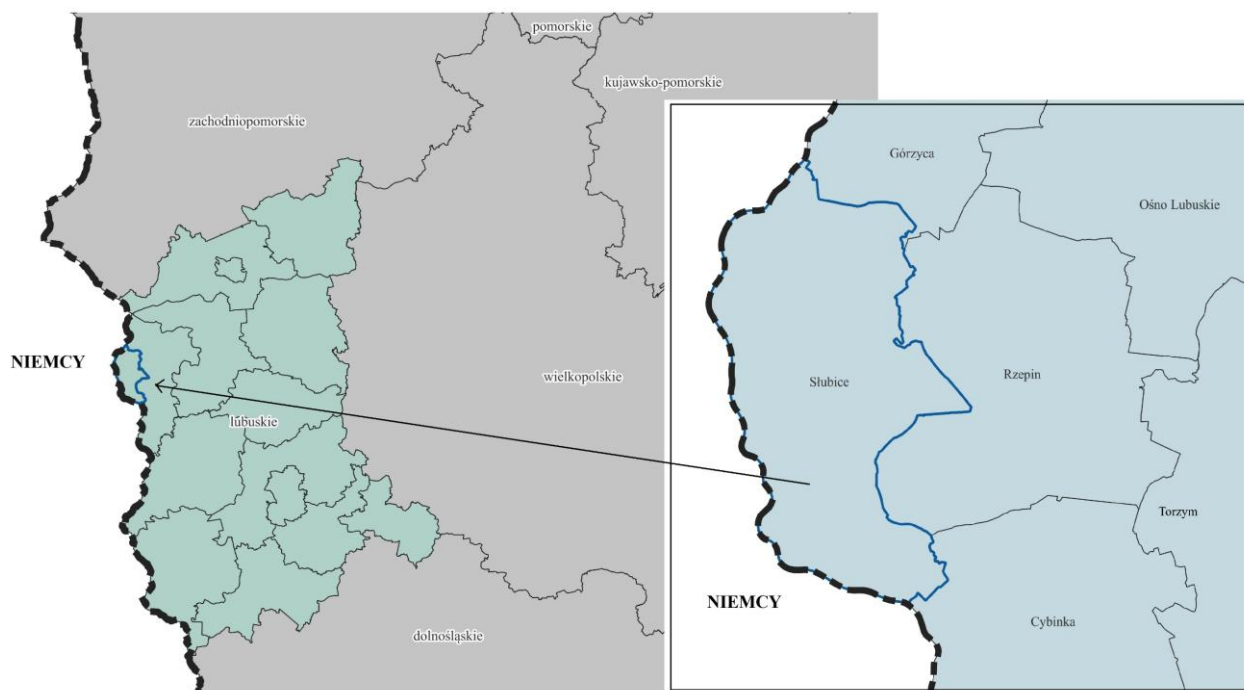 pomorskie
kujawsko-pomorskie
zachodniopomorskie
Górzyca
Ośno Lubuskie
NIEMCY
wielkopolskie
Słubice
Rzepin
lubuskie
Torzym
NIEMCY
Cybinka
dolnośląskie